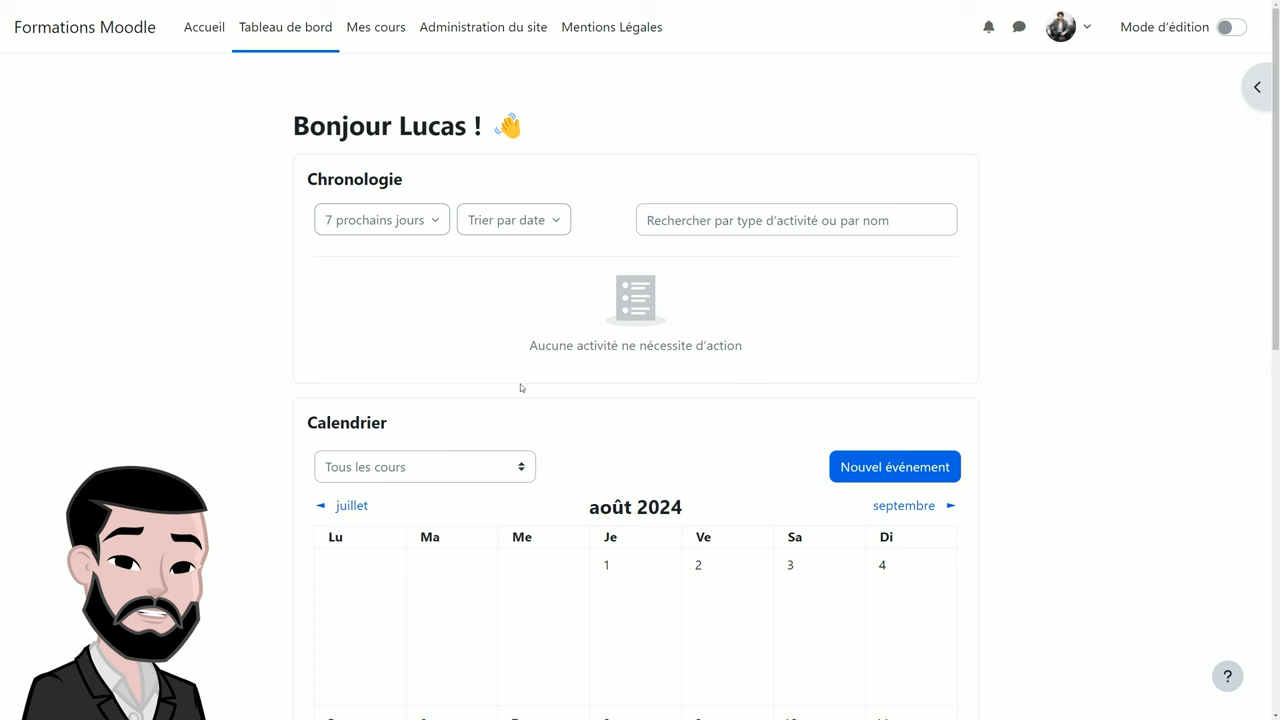 Formations Moodle
Accueil
Tableau de bord
Mes cours
Administration du site
Mentions Légales
Mode d’édition
Bonjour Lucas ! 👋
Chronologie
7 prochains jours
Trier par date
Rechercher par type d’activité ou par nom
Aucune activité ne nécessite d’action
Calendrier
Tous les cours
Nouvel événement
◄ juillet
août 2024
septembre ►
Lu Ma Me Je Ve Sa Di
1 2 3 4
?